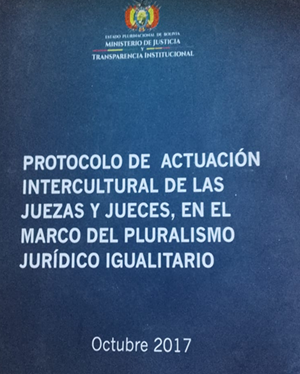 ESTADO PLURINACIONAL DE BOLIVIA
MINISTERIO DE JUSTICIA
Y
TRANSPARENCIA INSTITUCIONAL
PROTOCOLO DE ACTUACIÓN
INTERCULTURAL DE LAS
JUEZAS Y JUECES, EN EL
MARCO DEL PLURALISMO
JURÍDICO IGUALITARIO
Octubre 2017